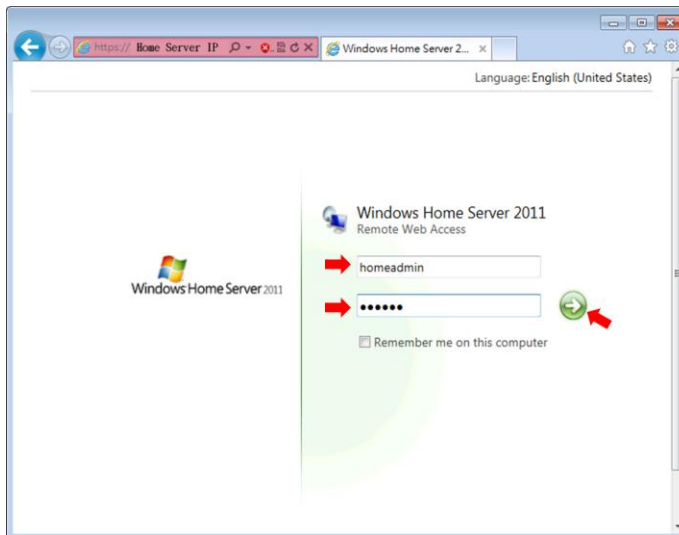 https:// Home Server IP
Windows Home Server 2...
Language: English (United States)
Windows Home Server 2011
Remote Web Access
homeadmin
••••••
Windows Home Server 2011
Remember me on this computer